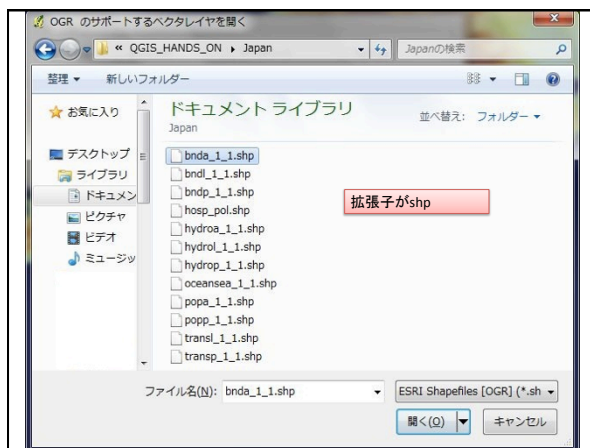 OGR のサポートするベクタレイヤを開く
« QGIS_HANDS_ON ▸ Japan
Japanの検索
整理 ▼ 新しいフォルダー
お気に入り
デスクトップ
ライブラリ
ドキュメン
ピクチャ
ビデオ
ミュージッ
ドキュメント ライブラリ
Japan
並べ替え: フォルダー ▼
bnda_1_1.shp
bndl_1_1.shp
bndp_1_1.shp
hosp_pol.shp
hydroa_1_1.shp
hydrol_1_1.shp
hydrop_1_1.shp
oceansea_1_1.shp
popa_1_1.shp
popp_1_1.shp
transl_1_1.shp
transp_1_1.shp
拡張子がshp
ファイル名(N): bnda_1_1.shp
ESRI Shapefiles [OGR] (*.sh
開く(O)
キャンセル